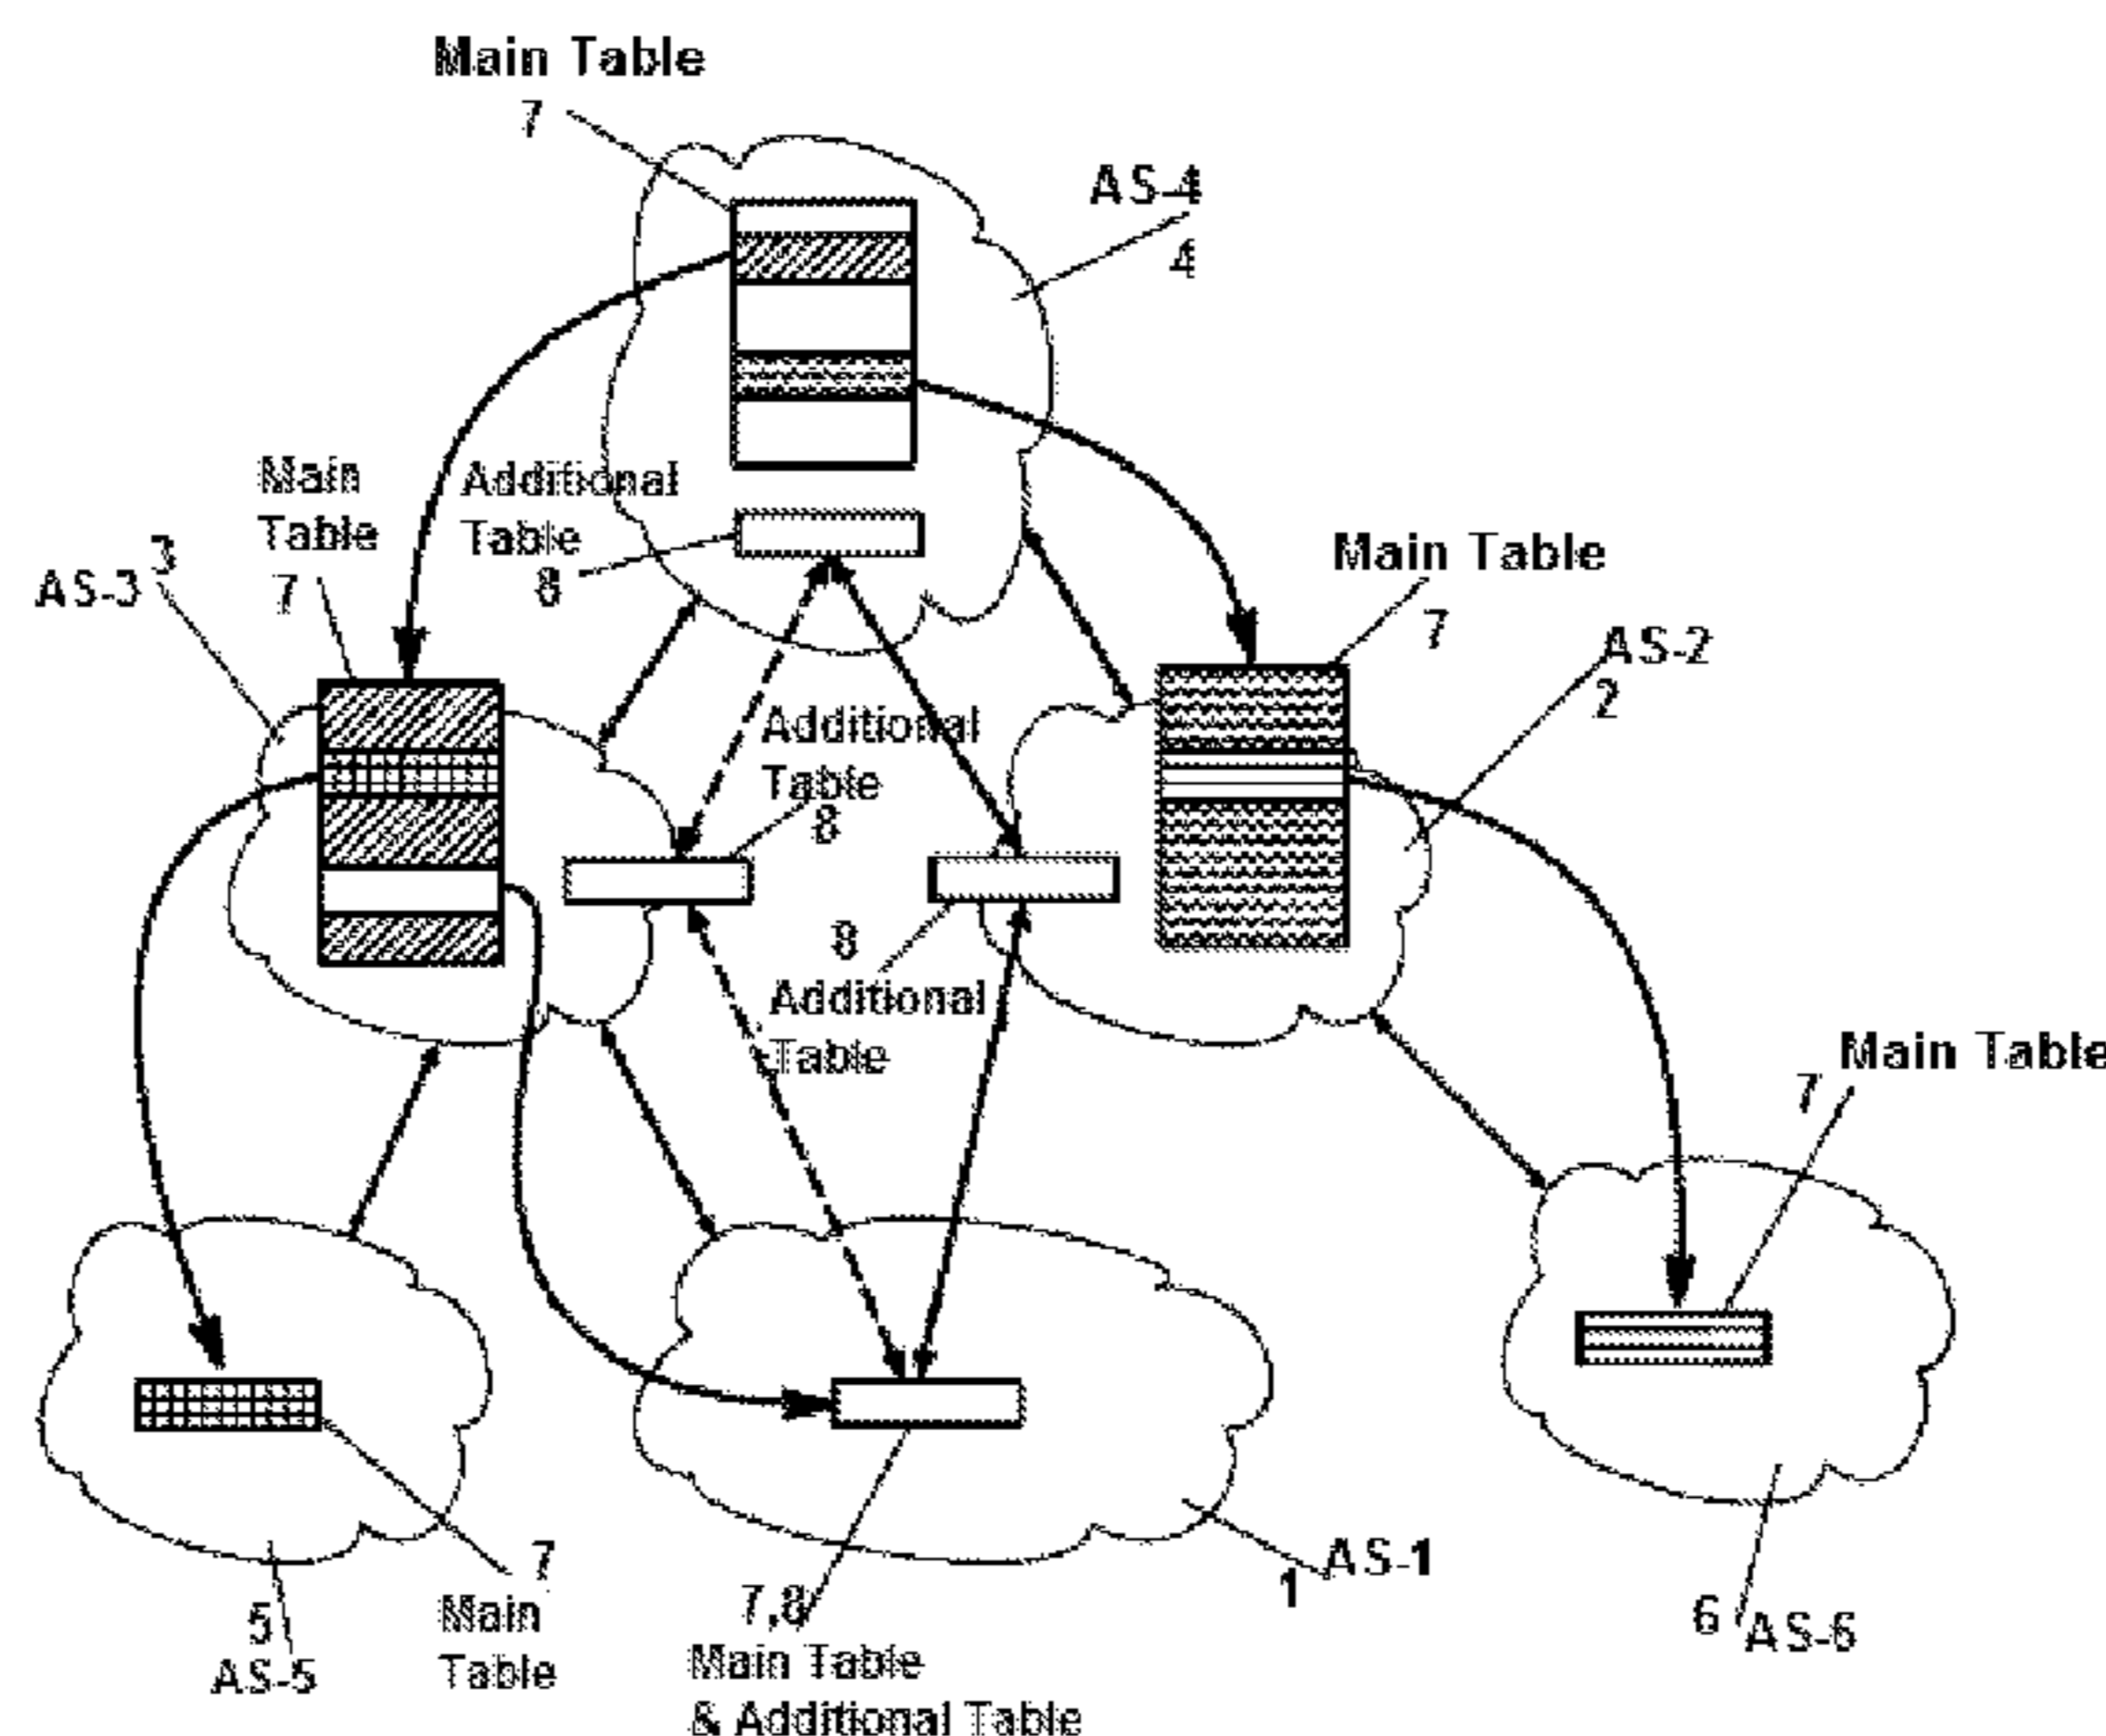 Main Table
7
AS-4
4
Main
Table
7
Additional
Table
8
3
AS-3
Main Table
7
AS-2
2
Additional
Table
8
8
Additional
Table
Main Table
7
7
Main
Table
5
AS-5
7,8
Main Table
& Additional Table
AS-1
1
6
AS-6